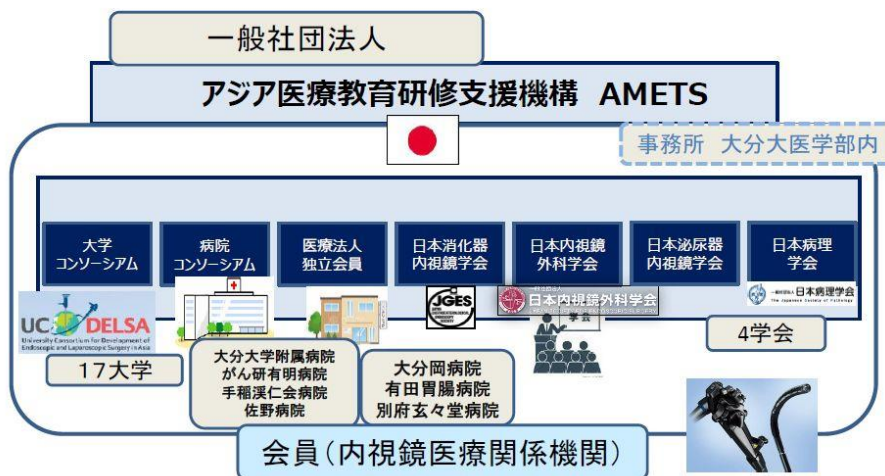 一般社団法人
アジア医療教育研修支援機構 AMETS
事務所 大分大医学部内
大学
コンソーシアム
病院
コンソーシアム
医療法人
独立会員
日本消化器
内視鏡学会
日本内視鏡
外科学会
日本泌尿器
内視鏡学会
日本病理
学会
UC DELSA
University Consortium for Development of
Endoscopic and Laparoscopic Surgery in Asia
17大学
JGES
日本内視鏡外科学会
学会
一般社団法人 日本病理学会
The Japanese Society of Pathology
4学会
大分大学附属病院
がん研有明病院
手稲渓仁会病院
佐野病院
大分岡病院
有田胃腸病院
別府玄々堂病院
会員(内視鏡医療関係機関)